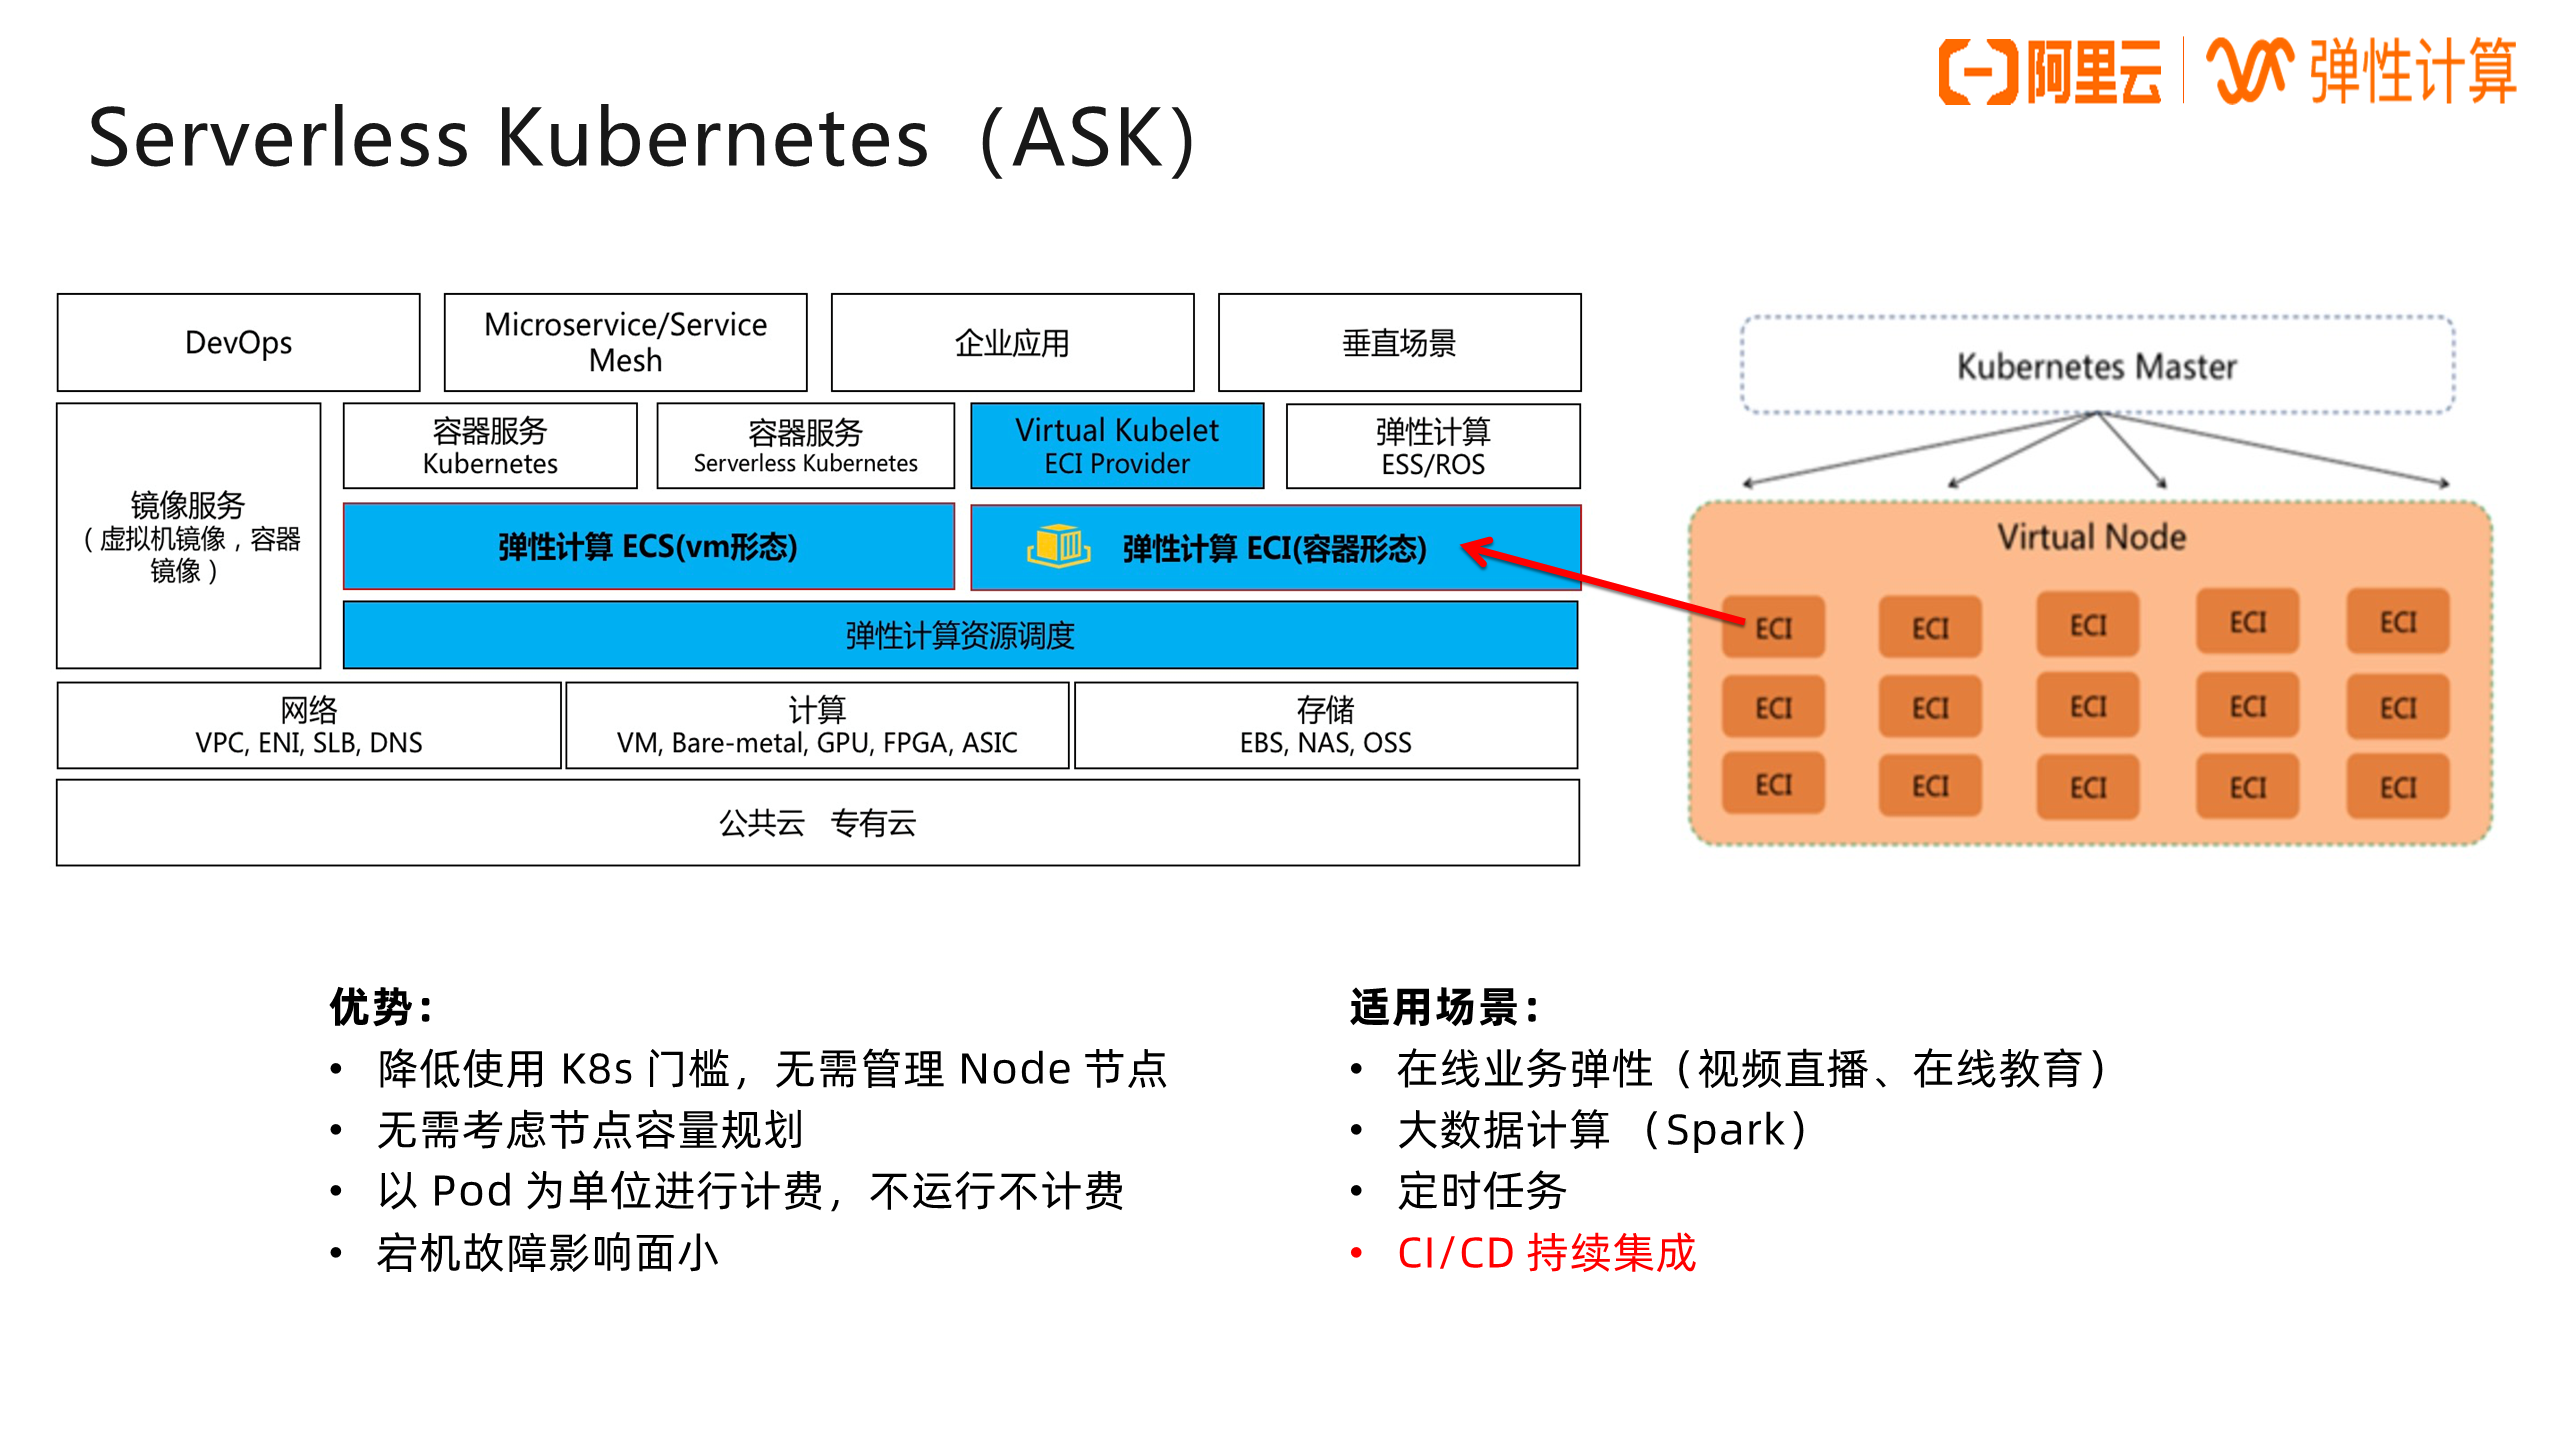 阿里云
弹性计算
Serverless Kubernetes（ASK）
DevOps
Microservice/Service
Mesh
企业应用
垂直场景
镜像服务
（虚拟机镜像，容器
镜像）
容器服务
Kubernetes
容器服务
Serverless Kubernetes
Virtual Kubelet
ECI Provider
弹性计算
ESS/ROS
弹性计算 ECS(vm形态)
弹性计算 ECI(容器形态)
弹性计算资源调度
网络
VPC, ENI, SLB, DNS
计算
VM, Bare-metal, GPU, FPGA, ASIC
存储
EBS, NAS, OSS
公共云 专有云
Kubernetes Master
Virtual Node
ECI ECI ECI ECI ECI
ECI ECI ECI ECI ECI
ECI ECI ECI ECI ECI
优势：
• 降低使用 K8s 门槛，无需管理 Node 节点
• 无需考虑节点容量规划
• 以 Pod 为单位进行计费，不运行不计费
• 宕机故障影响面小
适用场景：
• 在线业务弹性（视频直播、在线教育）
• 大数据计算 （Spark）
• 定时任务
• CI/CD 持续集成